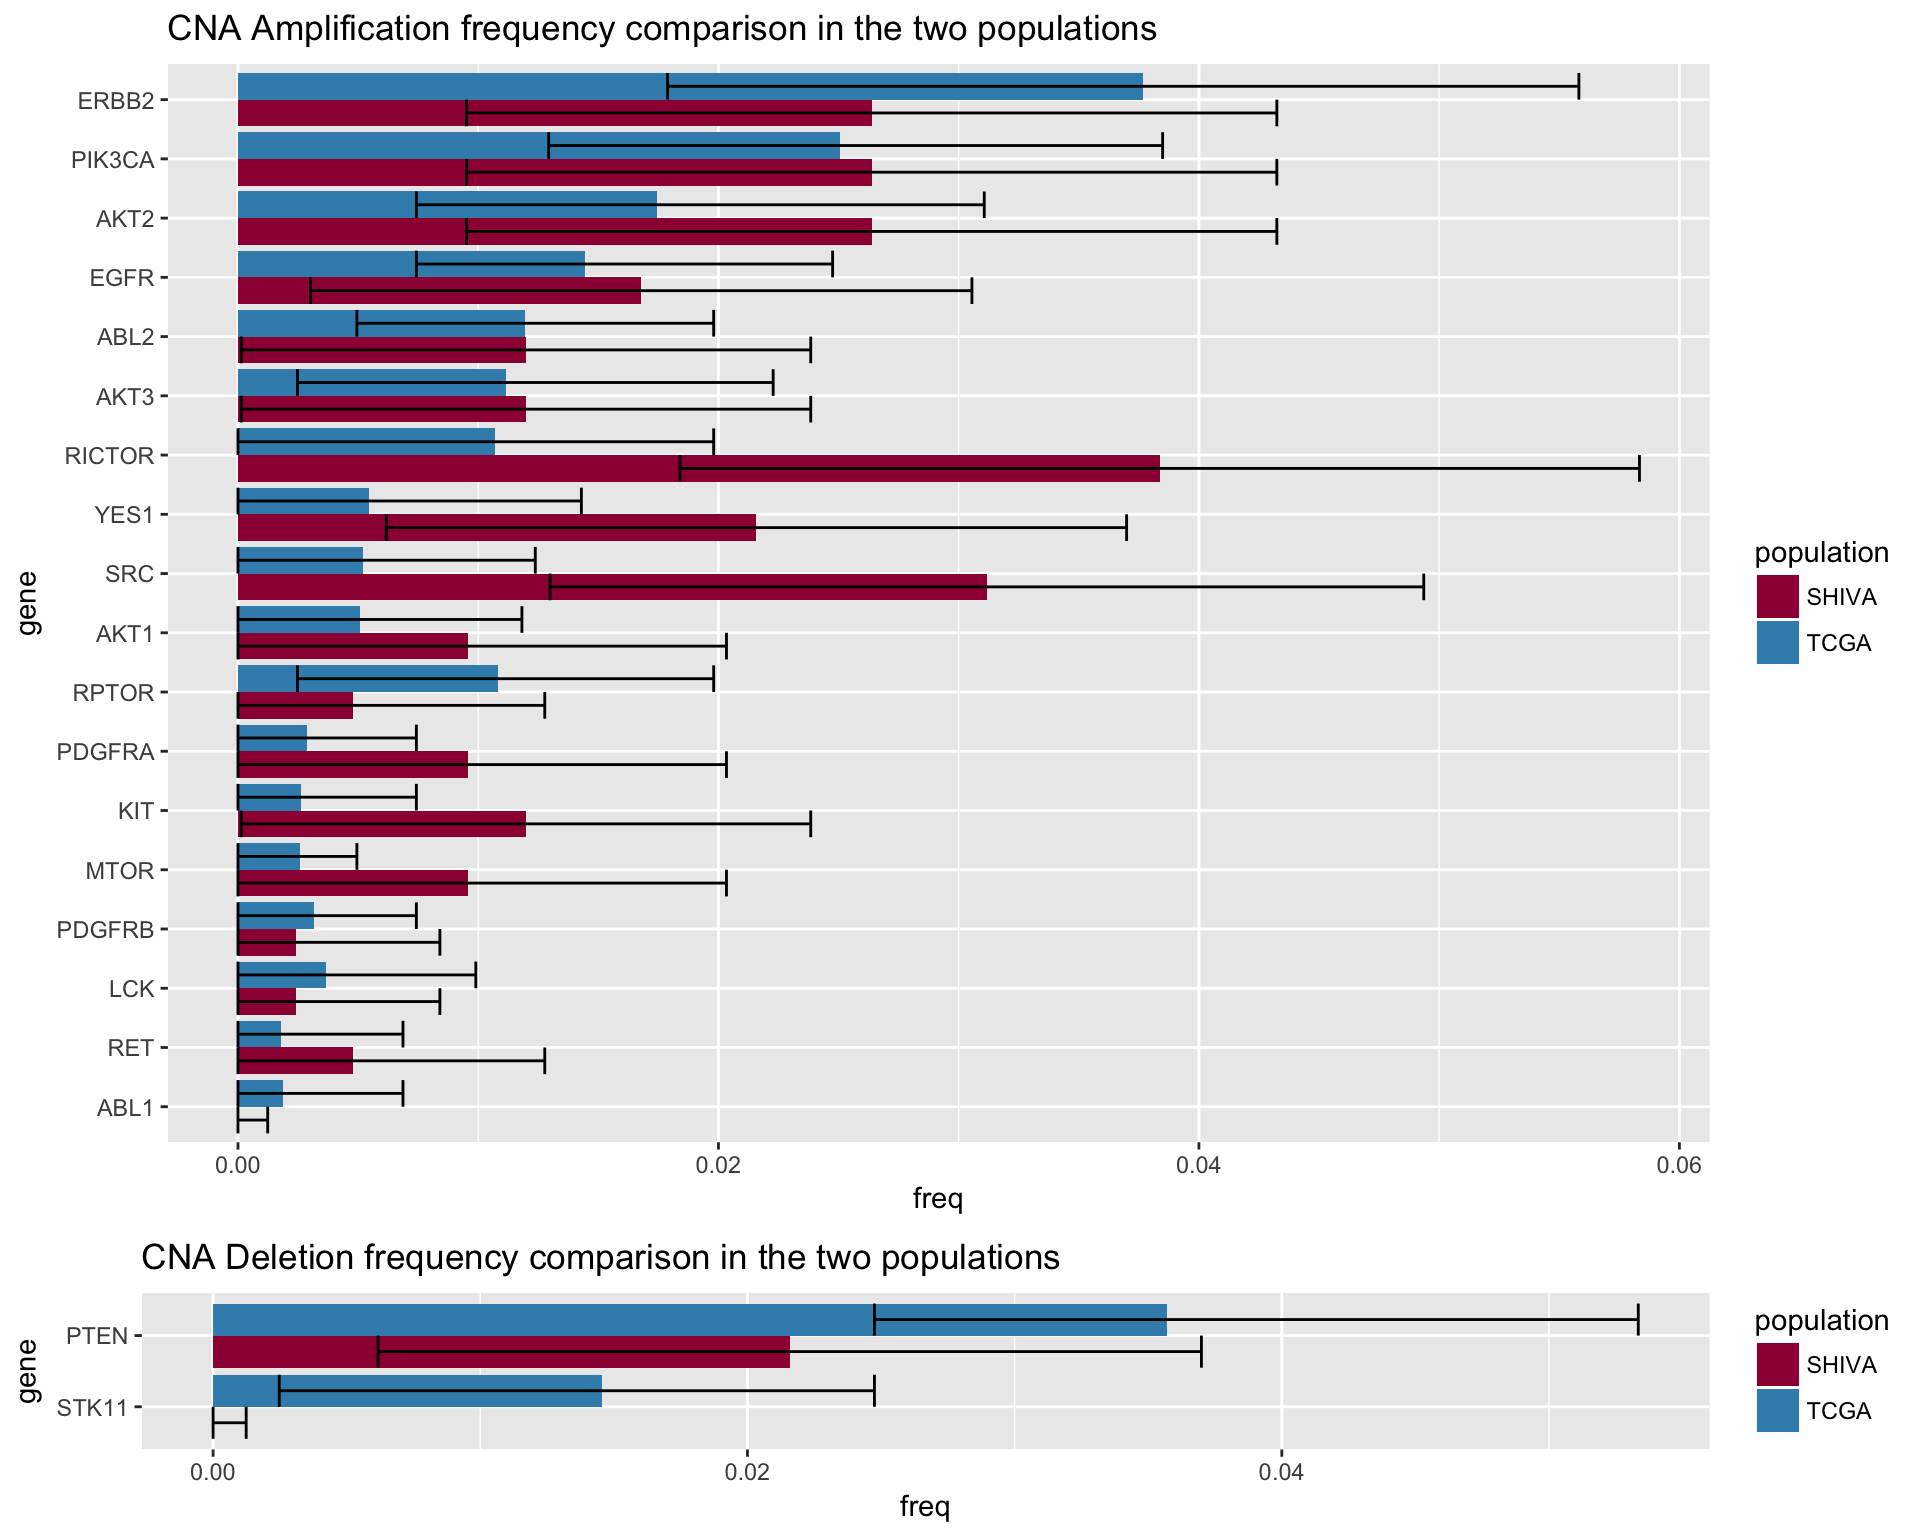 CNA Amplification frequency comparison in the two populations
ERBB2
PIK3CA
AKT2
EGFR
ABL2
AKT3
RICTOR
YES1
SRC
AKT1
RPTOR
PDGFRA
KIT
MTOR
PDGFRB
LCK
RET
ABL1
gene
0.00 0.02 0.04 0.06
freq
population
SHIVA
TCGA
CNA Deletion frequency comparison in the two populations
PTEN
STK11
gene
0.00 0.02 0.04
freq
population
SHIVA
TCGA